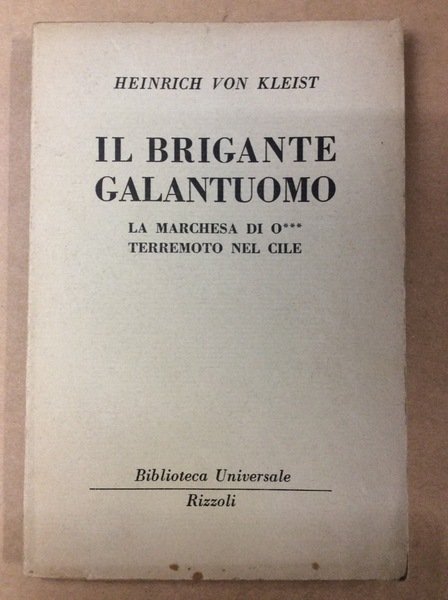 HEINRICH VON KLEIST
IL BRIGANTE
GALANTUOMO
LA MARCHESA DI O***
TERREMOTO NEL CILE
Biblioteca Universale
Rizzoli